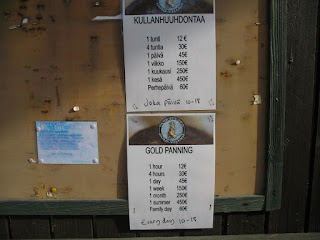 KULLANHUUHDONTAA
1 tunti 12 €
4 tuntia 30€
1 päivä 45€
1 viikko 150€
1 kuukausi 250€
1 kesä 450€
Perhepäivä 60€
Joka päivä 10-18
GOLD PANNING
1 hour 12€
4 hours 30€
1 day 45€
1 week 150€
1 month 250€
1 summer 450€
Family day 60€
Every day 10-18